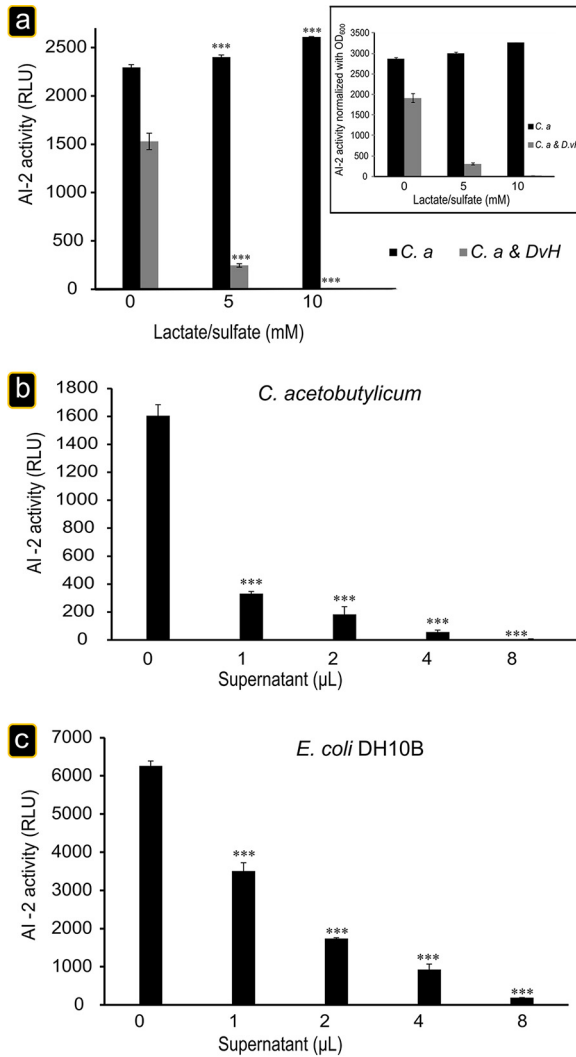 a
AI-2 activity (RLU)
2500
2000
1500
1000
500
0
***
***
***
***
0 5 10
Lactate/sulfate (mM)
C. a
C. a & DvH
AI-2 activity normalized with OD600
3500
3000
2500
2000
1500
1000
500
0
0 5 10
Lactate/sulfate (mM)
C. a
C. a & D.vH
b
C. acetobutylicum
AI -2 activity (RLU)
1800
1600
1400
1200
1000
800
600
400
200
0
***
***
***
***
0 1 2 4 8
Supernatant (µL)
c
E. coli DH10B
AI -2 activity (RLU)
7000
6000
5000
4000
3000
2000
1000
0
***
***
***
***
0 1 2 4 8
Supernatant (µL)